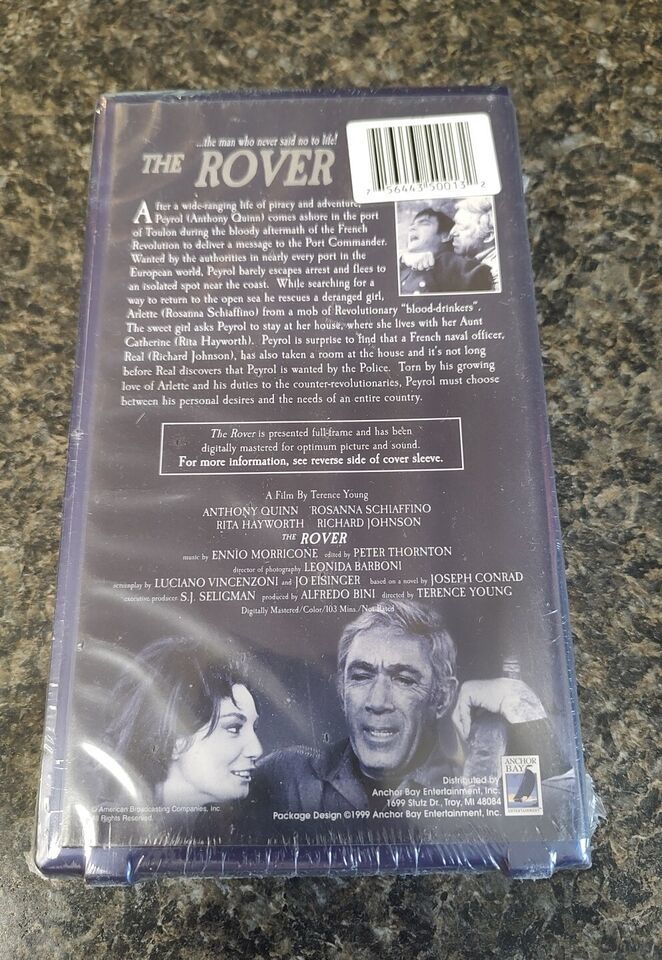 ...the man who never said no to life!
THE ROVER
7 56443 50013 2
After a wide-ranging life of piracy and adventure,
Peyrol (Anthony Quinn) comes ashore in the port
of Toulon during the bloody aftermath of the French
Revolution to deliver a message to the Port Commander.
Wanted by the authorities in nearly every port in the
European world, Peyrol barely escapes arrest and flees to
an isolated spot near the coast. While searching for a
way to return to the open sea he rescues a deranged girl,
Arlette (Rosanna Schiaffino) from a mob of Revolutionary "blood-drinkers".
The sweet girl asks Peyrol to stay at her house, where she lives with her Aunt
Catherine (Rita Hayworth). Peyrol is surprise to find that a French naval officer,
Real (Richard Johnson), has also taken a room at the house and it's not long
before Real discovers that Peyrol is wanted by the Police. Torn by his growing
love of Arlette and his duties to the counter-revolutionaries, Peyrol must choose
between his personal desires and the needs of an entire country.
The Rover is presented full-frame and has been
digitally mastered for optimum picture and sound.
For more information, see reverse side of cover sleeve.
A Film By Terence Young
ANTHONY QUINN ROSANNA SCHIAFFINO
RITA HAYWORTH RICHARD JOHNSON
THE ROVER
music by ENNIO MORRICONE edited by PETER THORNTON
director of photography LEONIDA BARBONI
screenplay by LUCIANO VINCENZONI and JO EISINGER based on a novel by JOSEPH CONRAD
executive producer S.J. SELIGMAN produced by ALFREDO BINI directed by TERENCE YOUNG
Digitally Mastered/Color/103 Mins./Not Rated
Distributed by
Anchor Bay Entertainment, Inc.
1699 Stutz Dr., Troy, MI 48084
Package Design ©1999 Anchor Bay Entertainment, Inc.
ANCHOR
BAY
ENTERTAINMENT
© American Broadcasting Companies, Inc.
All Rights Reserved.